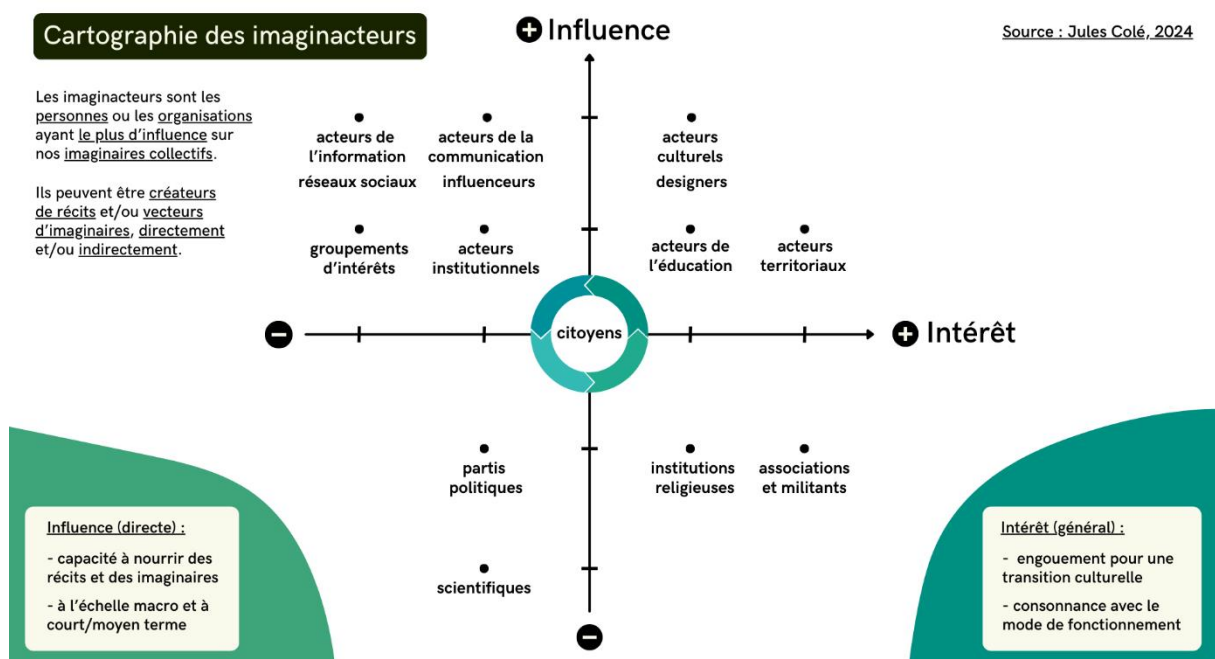 Cartographie des imaginacteurs
Influence
Source : Jules Colé, 2024
Les imaginacteurs sont les
personnes ou les organisations
ayant le plus d'influence sur
nos imaginaires collectifs.
Ils peuvent être créateurs
de récits et/ou vecteurs
d'imaginaires, directement
et/ou indirectement.
acteurs de
l'information
réseaux sociaux
acteurs de la
communication
influenceurs
acteurs
culturels
designers
groupements
d'intérêts
acteurs
institutionnels
acteurs de
l'éducation
acteurs
territoriaux
citoyens
Intérêt
partis
politiques
institutions
religieuses
associations
et militants
scientifiques
Influence (directe) :
- capacité à nourrir des
récits et des imaginaires
- à l'échelle macro et à
court/moyen terme
Intérêt (général) :
- engouement pour une
transition culturelle
- consonnance avec le
mode de fonctionnement